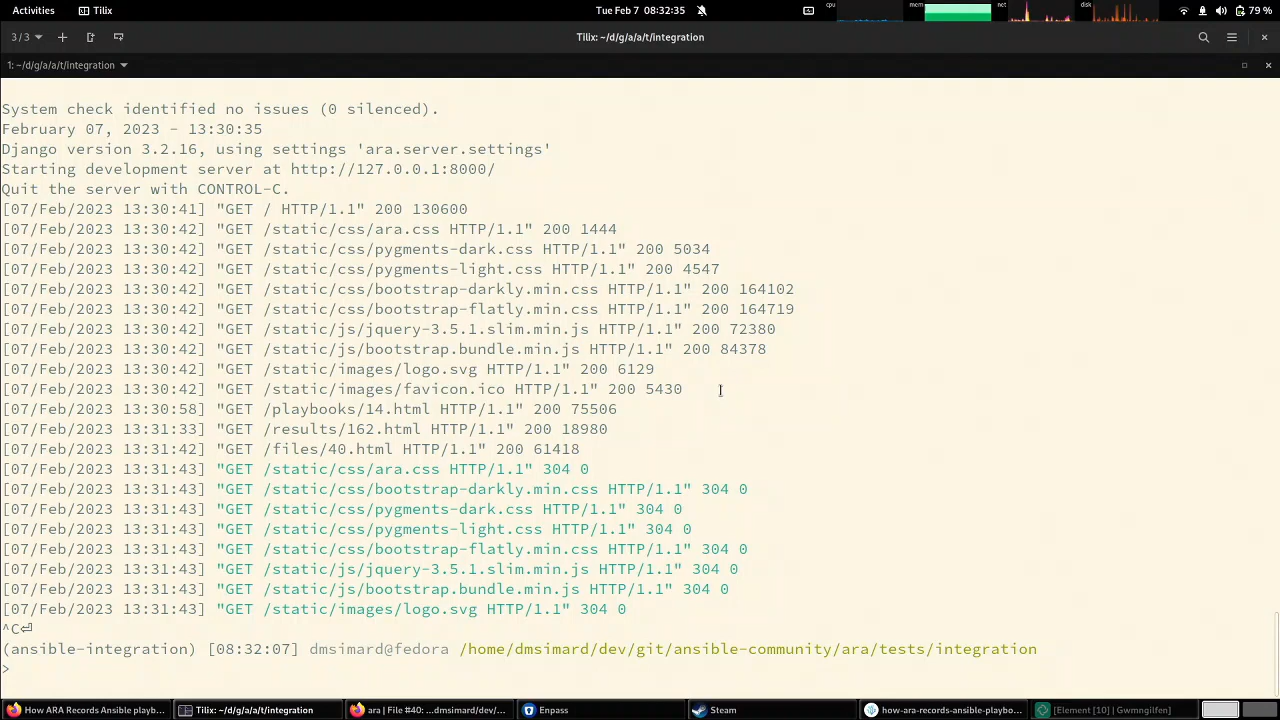 Activities Tilix Tue Feb 7 08:32:35 cpu mem net disk 79 %
3/3 Tilix: ~/d/g/a/a/t/integration
1: ~/d/g/a/a/t/integration
System check identified no issues (0 silenced).
February 07, 2023 - 13:30:35
Django version 3.2.16, using settings 'ara.server.settings'
Starting development server at http://127.0.0.1:8000/
Quit the server with CONTROL-C.
[07/Feb/2023 13:30:41] "GET / HTTP/1.1" 200 130600
[07/Feb/2023 13:30:42] "GET /static/css/ara.css HTTP/1.1" 200 1444
[07/Feb/2023 13:30:42] "GET /static/css/pygments-dark.css HTTP/1.1" 200 5034
[07/Feb/2023 13:30:42] "GET /static/css/pygments-light.css HTTP/1.1" 200 4547
[07/Feb/2023 13:30:42] "GET /static/css/bootstrap-darkly.min.css HTTP/1.1" 200 164102
[07/Feb/2023 13:30:42] "GET /static/css/bootstrap-flatly.min.css HTTP/1.1" 200 164719
[07/Feb/2023 13:30:42] "GET /static/js/jquery-3.5.1.slim.min.js HTTP/1.1" 200 72380
[07/Feb/2023 13:30:42] "GET /static/js/bootstrap.bundle.min.js HTTP/1.1" 200 84378
[07/Feb/2023 13:30:42] "GET /static/images/logo.svg HTTP/1.1" 200 6129
[07/Feb/2023 13:30:42] "GET /static/images/favicon.ico HTTP/1.1" 200 5430
[07/Feb/2023 13:30:58] "GET /playbooks/14.html HTTP/1.1" 200 75506
[07/Feb/2023 13:31:33] "GET /results/162.html HTTP/1.1" 200 18980
[07/Feb/2023 13:31:42] "GET /files/40.html HTTP/1.1" 200 61418
[07/Feb/2023 13:31:43] "GET /static/css/ara.css HTTP/1.1" 304 0
[07/Feb/2023 13:31:43] "GET /static/css/bootstrap-darkly.min.css HTTP/1.1" 304 0
[07/Feb/2023 13:31:43] "GET /static/css/pygments-dark.css HTTP/1.1" 304 0
[07/Feb/2023 13:31:43] "GET /static/css/pygments-light.css HTTP/1.1" 304 0
[07/Feb/2023 13:31:43] "GET /static/css/bootstrap-flatly.min.css HTTP/1.1" 304 0
[07/Feb/2023 13:31:43] "GET /static/js/jquery-3.5.1.slim.min.js HTTP/1.1" 304 0
[07/Feb/2023 13:31:43] "GET /static/js/bootstrap.bundle.min.js HTTP/1.1" 304 0
[07/Feb/2023 13:31:43] "GET /static/images/logo.svg HTTP/1.1" 304 0
^C⏎
(ansible-integration) [08:32:07] dmsimard@fedora /home/dmsimard/dev/git/ansible-community/ara/tests/integration
>
How ARA Records Ansible playb... Tilix: ~/d/g/a/a/t/integration ara | File #40: ...dmsimard/dev/... Enpass Steam how-ara-records-ansible-playbo... [Element [10] | Gwmngilfen]